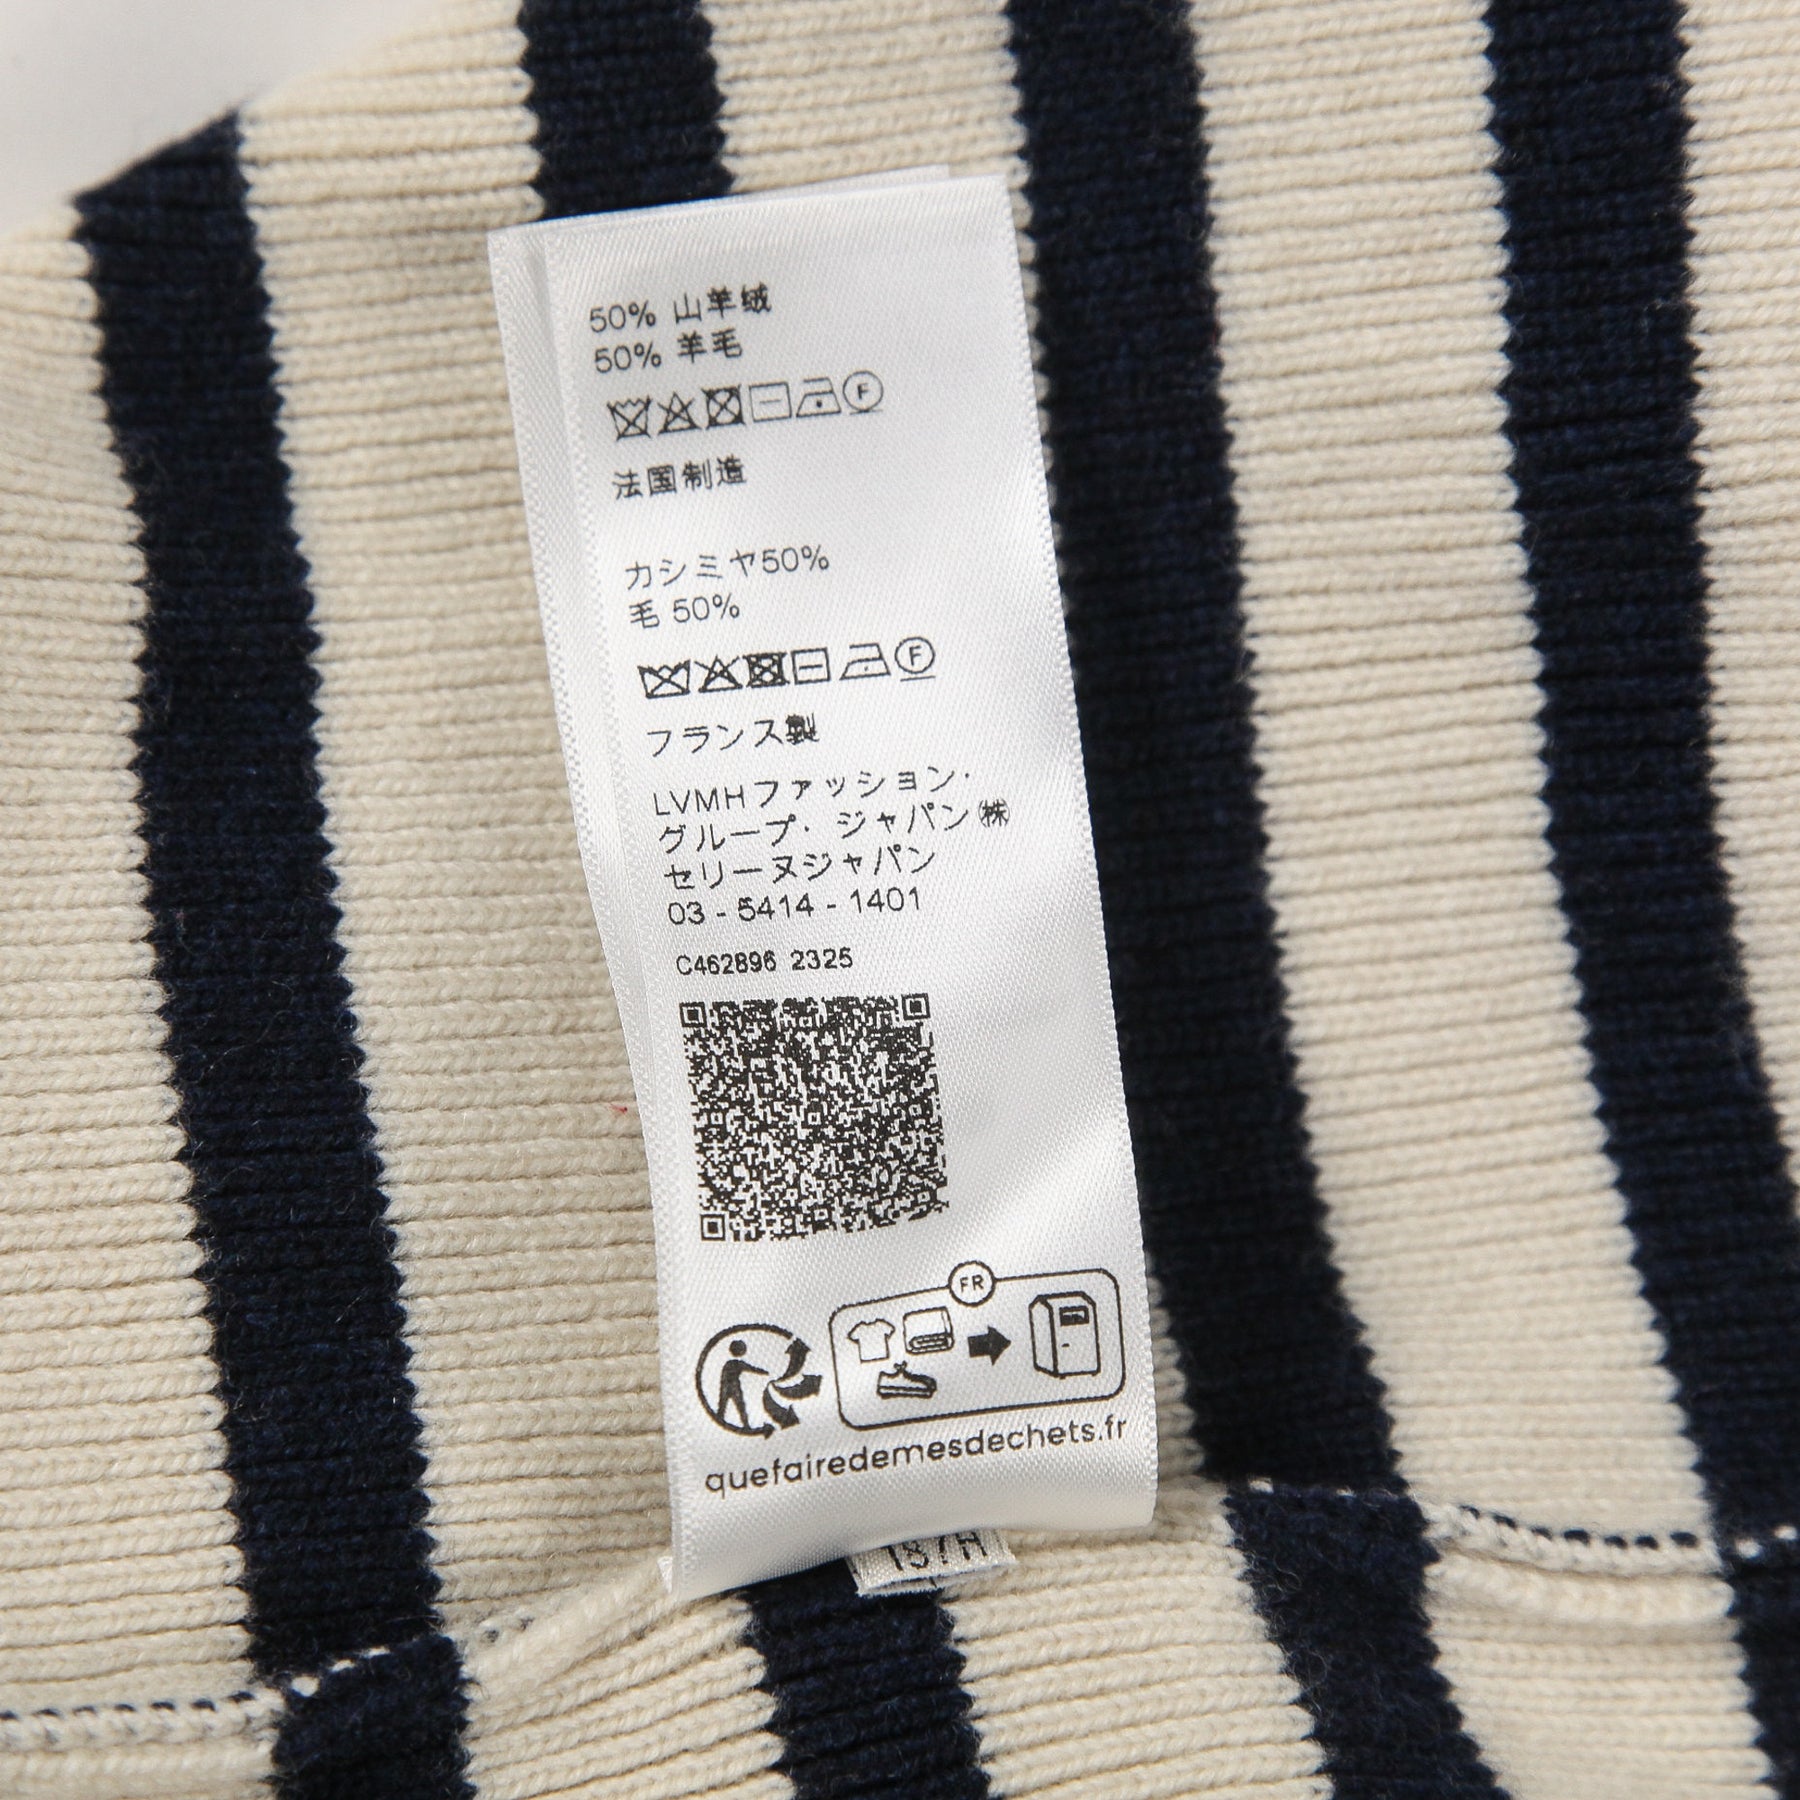 50% 山羊绒
50% 羊毛
F
法国制造
カシミヤ50%
毛 50%
F
フランス製
LVMHファッション・
グループ・ジャパン㈱
セリーヌジャパン
03 - 5414 - 1401
C462896 2325
FR
quefairedemesdechets.fr
187H